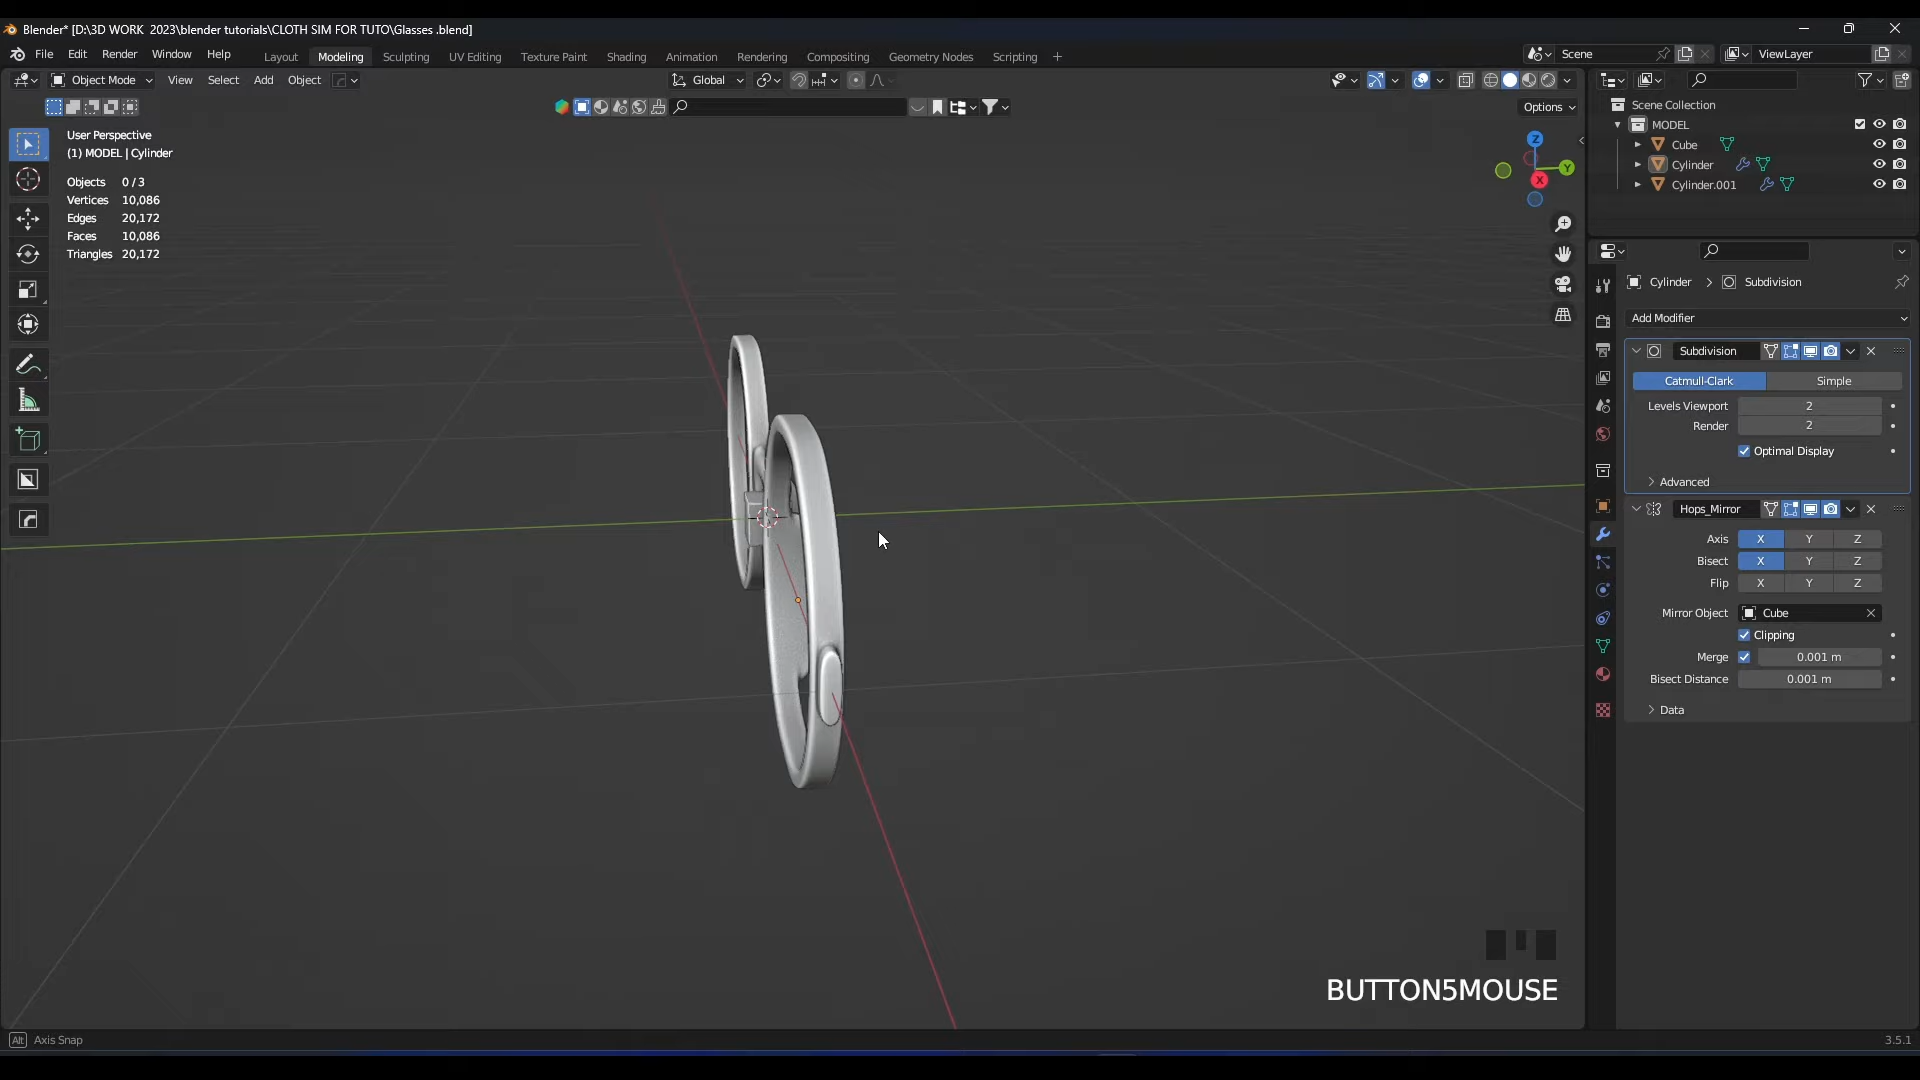 Blender* [D:\3D WORK  2023\blender tutorials\CLOTH SIM FOR TUTO\Glasses .blend]
File Edit Render Window Help Layout Modeling Sculpting UV Editing Texture Paint Shading Animation Rendering Compositing Geometry Nodes Scripting + Scene ViewLayer
Object Mode View Select Add Object Global
Options
User Perspective
(1) MODEL | Cylinder
Objects 0/3
Vertices 10,086
Edges 20,172
Faces 10,086
Triangles 20,172
Z
Y
X
Scene Collection
MODEL
Cube
Cylinder
Cylinder.001
Cylinder > Subdivision
Add Modifier
Subdivision
Catmull-Clark Simple
Levels Viewport 2
Render 2
Optimal Display
Advanced
Hops_Mirror
Axis X Y Z
Bisect X Y Z
Flip X Y Z
Mirror Object Cube
Clipping
Merge 0.001 m
Bisect Distance 0.001 m
Data
BUTTON5MOUSE
Alt Axis Snap
3.5.1